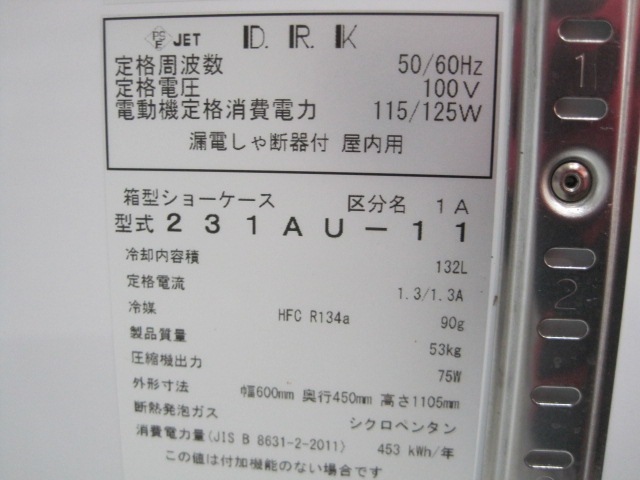 PS E JET D.R.K
定格周波数 50/60Hz
定格電圧 100V
電動機定格消費電力 115/125W
漏電しゃ断器付 屋内用
箱型ショーケース 区分名 1A
型式 231AU-11
冷却内容積 132L
定格電流 1.3/1.3A
冷媒 HFC R134a 90g
製品質量 53kg
圧縮機出力 75W
外形寸法 幅600mm 奥行450mm 高さ1105mm
断熱発泡ガス シクロペンタン
消費電力量(JIS B 8631-2-2011) 453 kWh/年
この値は付加機能のない場合です
1
2